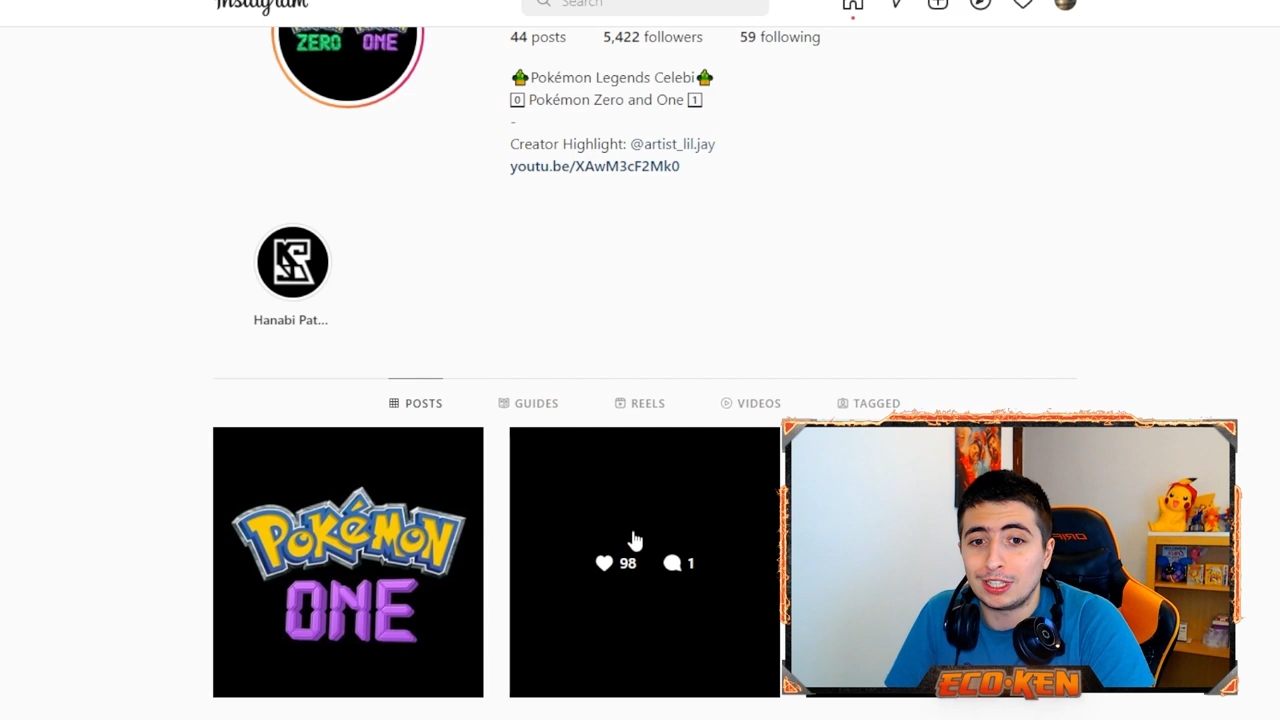 Instagram
Search
ZERO ONE
44 posts 5,422 followers 59 following
Pokémon Legends Celebi
0 Pokémon Zero and One 1
-
Creator Highlight: @artist_lil.jay
youtu.be/XAwM3cF2Mk0
Hanabi Pat...
POSTS GUIDES REELS VIDEOS TAGGED
POKéMON
ONE
98 1
ECO·KEN